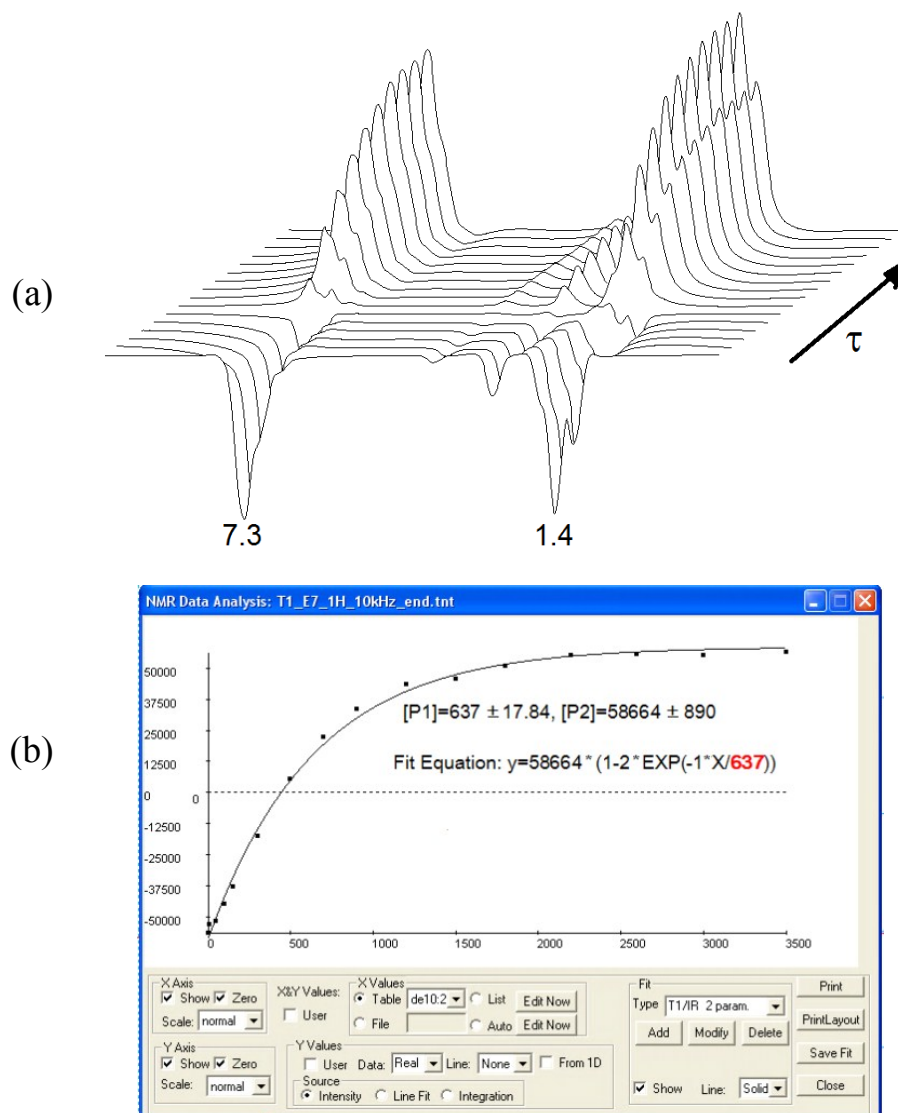 (a)
τ
7.3 1.4
(b)
NMR Data Analysis: T1_E7_1H_10kHz_end.tnt
50000
37500
25000
12500
0
0
-12500
-25000
-37500
-50000
[P1]=637 ±17.84, [P2]=58664 ± 890
Fit Equation: y=58664*(1-2*EXP(-1*X/637))
0 500 1000 1500 2000 2500 3000 3500
X Axis
Show Zero
Scale: normal
X&Y Values:
User
X Values
Table de10:2 List Edit Now
File Auto Edit Now
Y Axis
Show Zero
Scale: normal
Y Values
User Data: Real Line: None From 1D
Source
Intensity Line Fit Integration
Fit
Type T1/IR 2 param.
Add Modify Delete
Show Line: Solid
Print
PrintLayout
Save Fit
Close